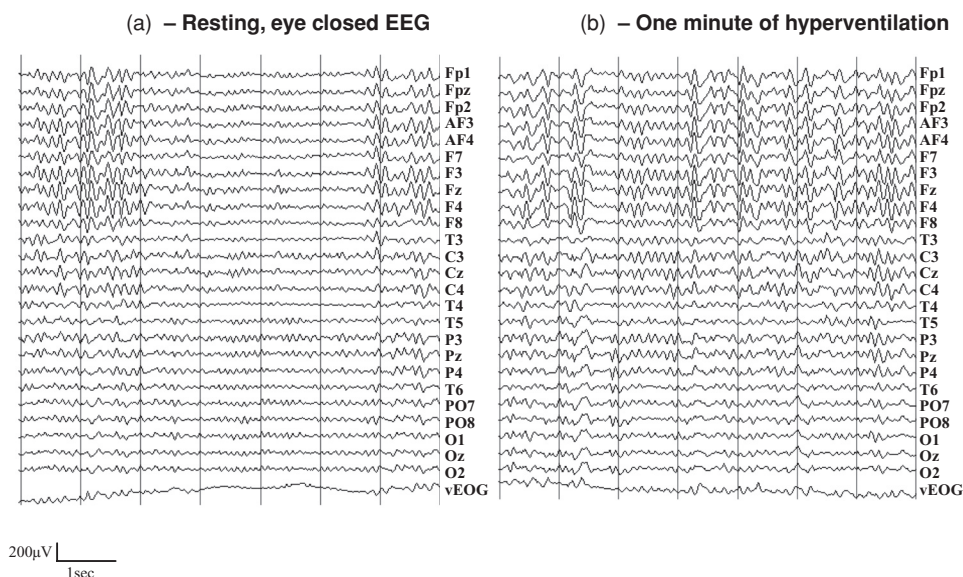 (a) – Resting, eye closed EEG
(b) – One minute of hyperventilation
Fp1
Fpz
Fp2
AF3
AF4
F7
F3
Fz
F4
F8
T3
C3
Cz
C4
T4
T5
P3
Pz
P4
T6
PO7
PO8
O1
Oz
O2
vEOG
Fp1
Fpz
Fp2
AF3
AF4
F7
F3
Fz
F4
F8
T3
C3
Cz
C4
T4
T5
P3
Pz
P4
T6
PO7
PO8
O1
Oz
O2
vEOG
200μV
1sec